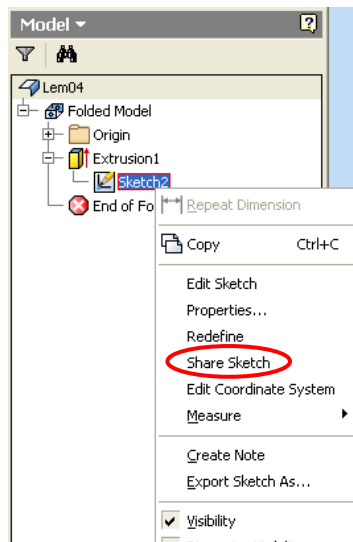 Model
Lem04
Folded Model
Origin
Extrusion1
Sketch2
End of Fo
Repeat Dimension
Copy Ctrl+C
Edit Sketch
Properties...
Redefine
Share Sketch
Edit Coordinate System
Measure
Create Note
Export Sketch As...
Visibility